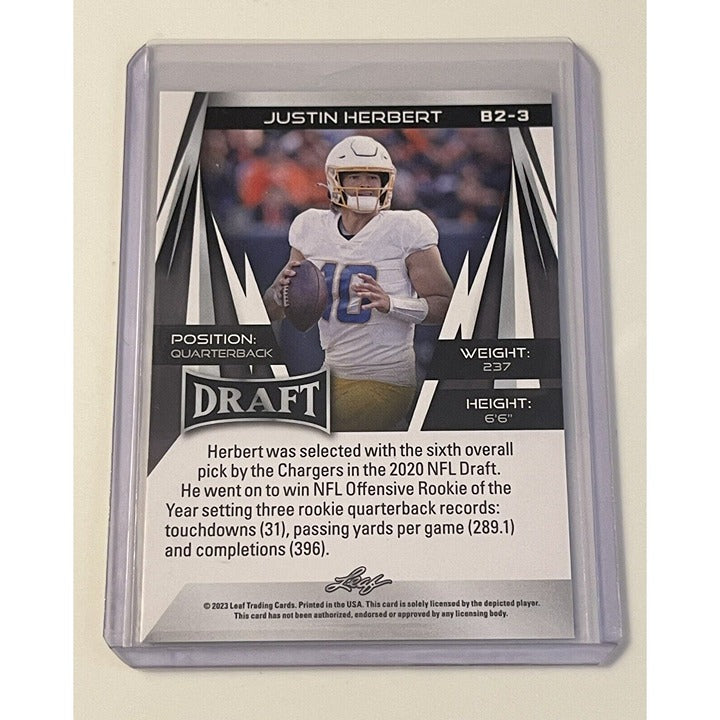 JUSTIN HERBERT B2-3
10
POSITION:
QUARTERBACK
WEIGHT:
237
HEIGHT:
6'6"
DRAFT
Herbert was selected with the sixth overall
pick by the Chargers in the 2020 NFL Draft.
He went on to win NFL Offensive Rookie of the
Year setting three rookie quarterback records:
touchdowns (31), passing yards per game (289.1)
and completions (396).
Leaf
© 2023 Leaf Trading Cards. Printed in the USA. This card is solely licensed by the depicted player.
This card has not been authorized, endorsed or approved by any licensing body.